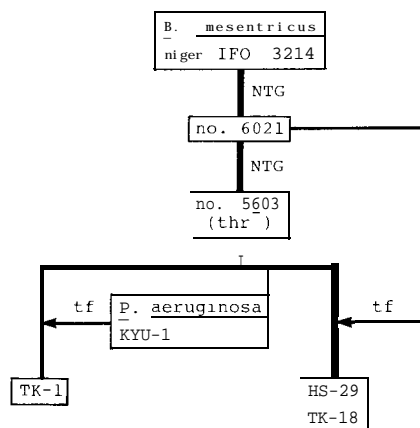 B. mesentricus
niger IFO 3214
NTG
no. 6021
NTG
no. 5603
(thr⁻)
tf
P. aeruginosa
KYU-1
tf
TK-1
HS-29
TK-18